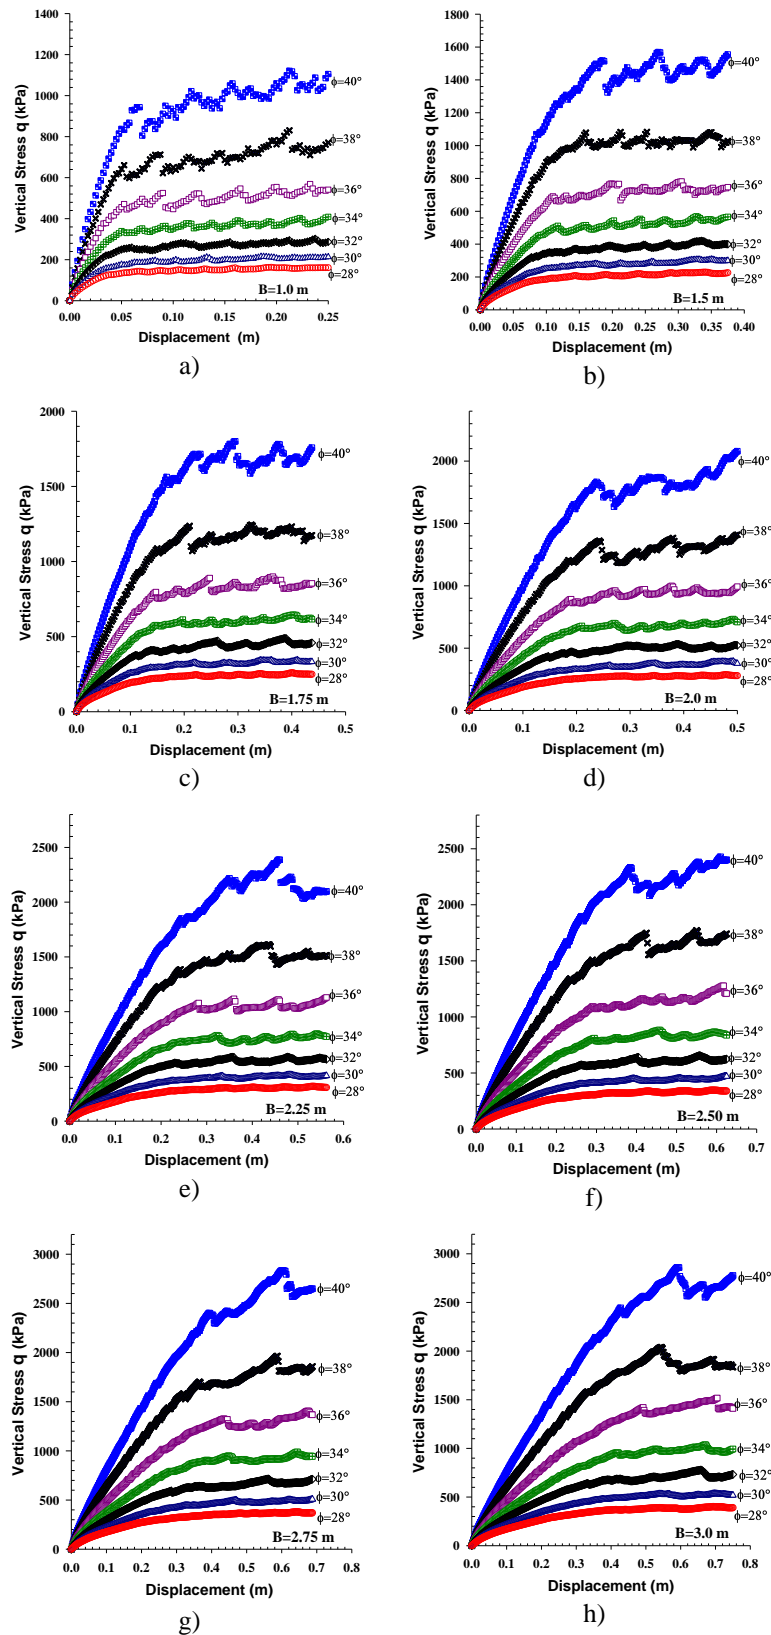 Vertical Stress q (kPa)
1400
1200
1000
800
600
400
200
0
ϕ=40°
ϕ=38°
ϕ=36°
ϕ=34°
ϕ=32°
ϕ=30°
ϕ=28°
B=1.0 m
0.00 0.05 0.10 0.15 0.20 0.25
Displacement (m)
a)
Vertical Stress q (kPa)
1800
1600
1400
1200
1000
800
600
400
200
0
ϕ=40°
ϕ=38°
ϕ=36°
ϕ=34°
ϕ=32°
ϕ=30°
ϕ=28°
B=1.5 m
0.00 0.05 0.10 0.15 0.20 0.25 0.30 0.35 0.40
Displacement (m)
b)
Vertical Stress q (kPa)
2000
1500
1000
500
0
ϕ=40°
ϕ=38°
ϕ=36°
ϕ=34°
ϕ=32°
ϕ=30°
ϕ=28°
B=1.75 m
0.0 0.1 0.2 0.3 0.4 0.5
Displacement (m)
c)
Vertical Stress q (kPa)
2000
1500
1000
500
0
ϕ=40°
ϕ=38°
ϕ=36°
ϕ=34°
ϕ=32°
ϕ=30°
ϕ=28°
B=2.0 m
0.0 0.1 0.2 0.3 0.4 0.5
Displacement (m)
d)
Vertical Stress q (kPa)
2500
2000
1500
1000
500
0
ϕ=40°
ϕ=38°
ϕ=36°
ϕ=34°
ϕ=32°
ϕ=30°
ϕ=28°
B=2.25 m
0.0 0.1 0.2 0.3 0.4 0.5 0.6
Displacement (m)
e)
Vertical Stress q (kPa)
2500
2000
1500
1000
500
0
ϕ=40°
ϕ=38°
ϕ=36°
ϕ=34°
ϕ=32°
ϕ=30°
ϕ=28°
B=2.50 m
0.0 0.1 0.2 0.3 0.4 0.5 0.6 0.7
Displacement (m)
f)
Vertical Stress q (kPa)
3000
2500
2000
1500
1000
500
0
ϕ=40°
ϕ=38°
ϕ=36°
ϕ=34°
ϕ=32°
ϕ=30°
ϕ=28°
B=2.75 m
0.0 0.1 0.2 0.3 0.4 0.5 0.6 0.7 0.8
Displacement (m)
g)
Vertical Stress q (kPa)
3000
2500
2000
1500
1000
500
0
ϕ=40°
ϕ=38°
ϕ=36°
ϕ=34°
ϕ=32°
ϕ=30°
ϕ=28°
B=3.0 m
0.0 0.1 0.2 0.3 0.4 0.5 0.6 0.7 0.8
Displacement (m)
h)